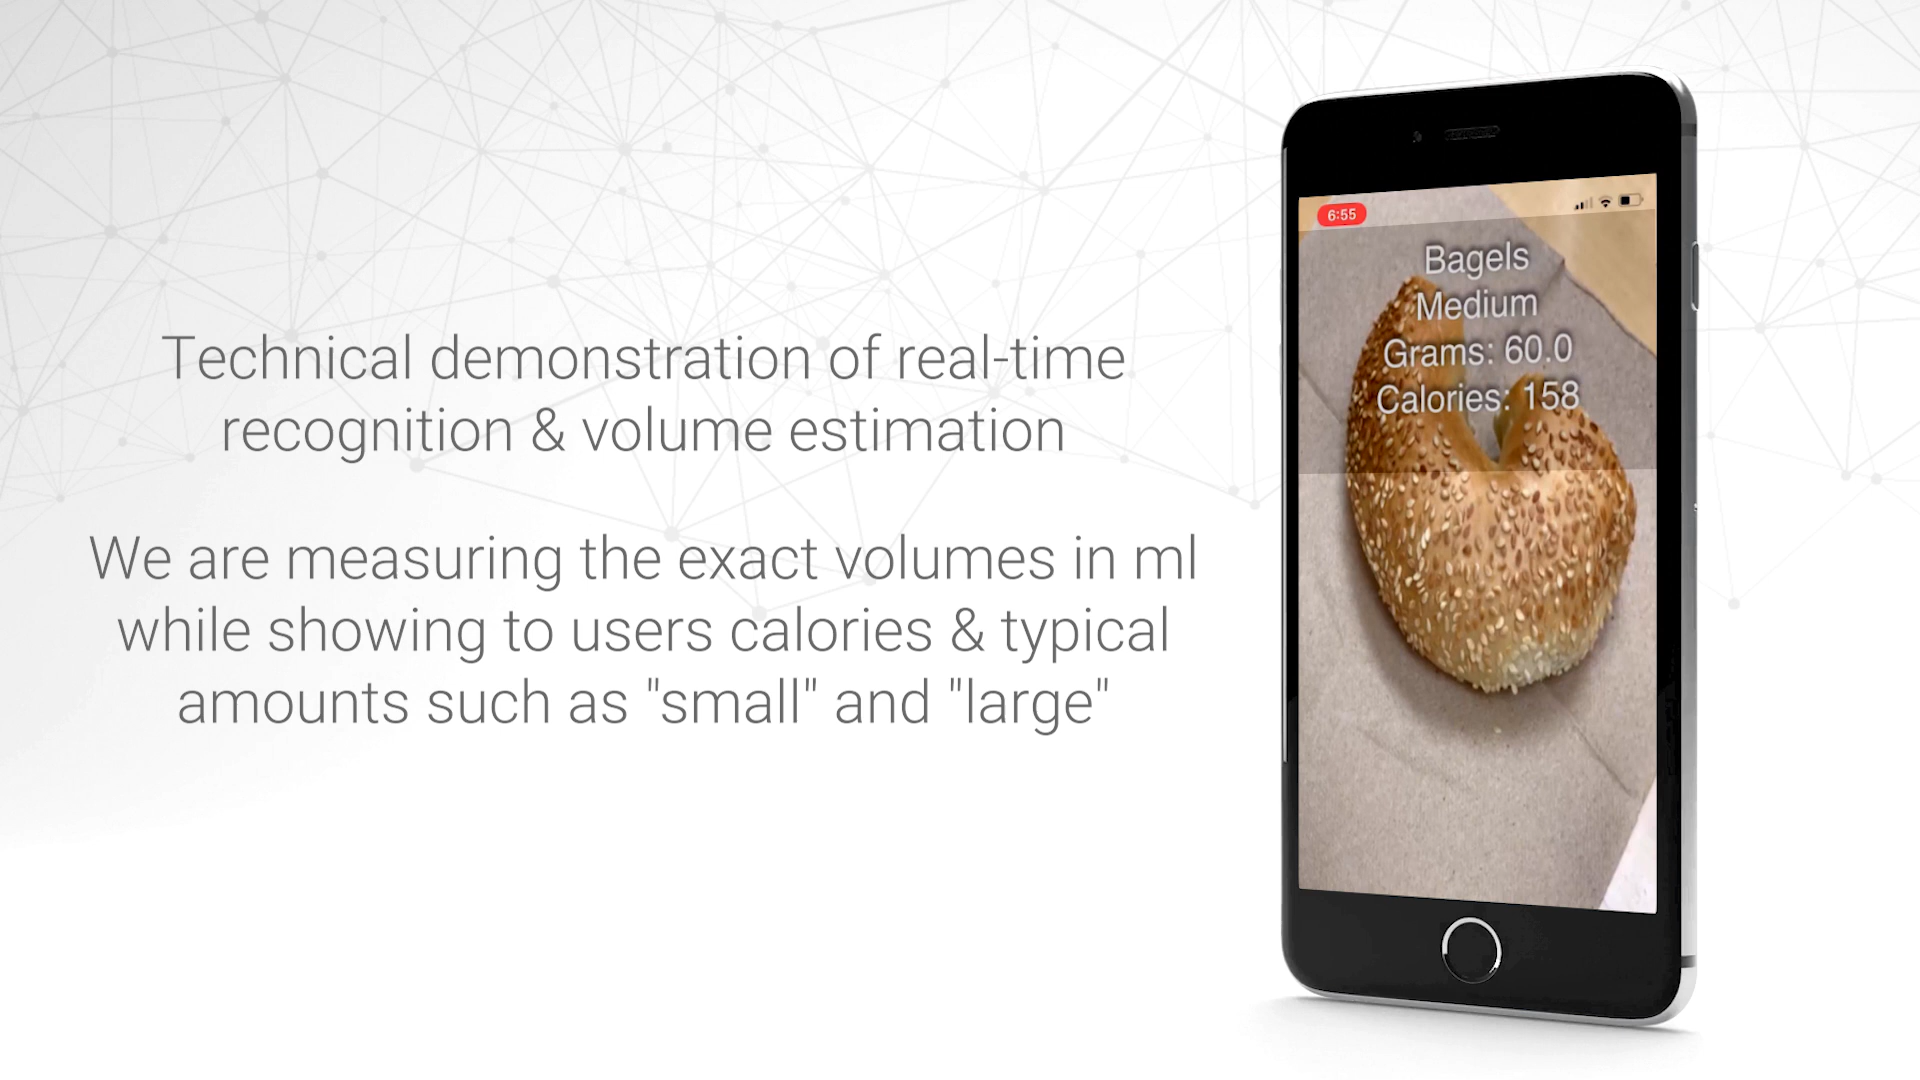 Technical demonstration of real-time
recognition & volume estimation
We are measuring the exact volumes in ml
while showing to users calories & typical
amounts such as "small" and "large"
6:55
Bagels
Medium
Grams: 60.0
Calories: 158